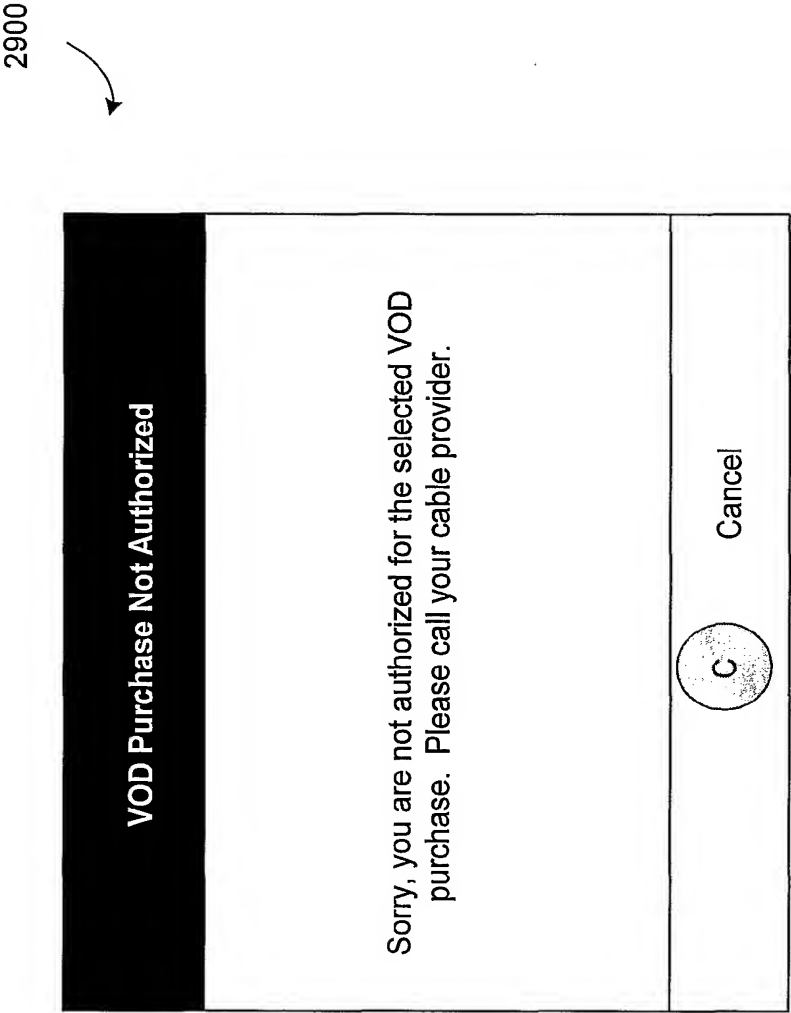 2900
VOD Purchase Not Authorized
Sorry, you are not authorized for the selected VOD
purchase. Please call your cable provider.
C Cancel